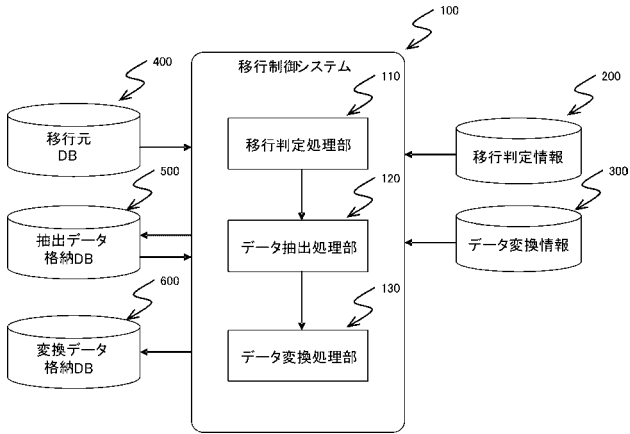 100
移行制御システム
400
移行元
DB
110
移行判定処理部
200
移行判定情報
500
抽出データ
格納DB
120
データ抽出処理部
300
データ変換情報
600
変換データ
格納DB
130
データ変換処理部